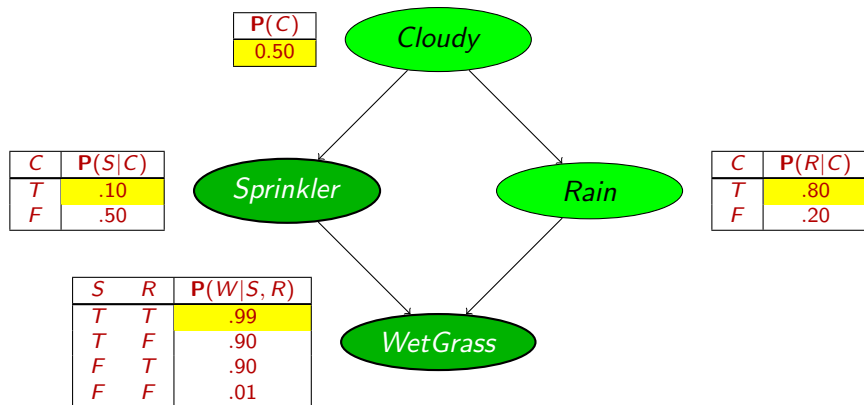 P(C)
0.50
Cloudy
C P(S|C)
T .10
F .50
Sprinkler
Rain
C P(R|C)
T .80
F .20
S R P(W|S, R)
T T .99
T F .90
F T .90
F F .01
WetGrass